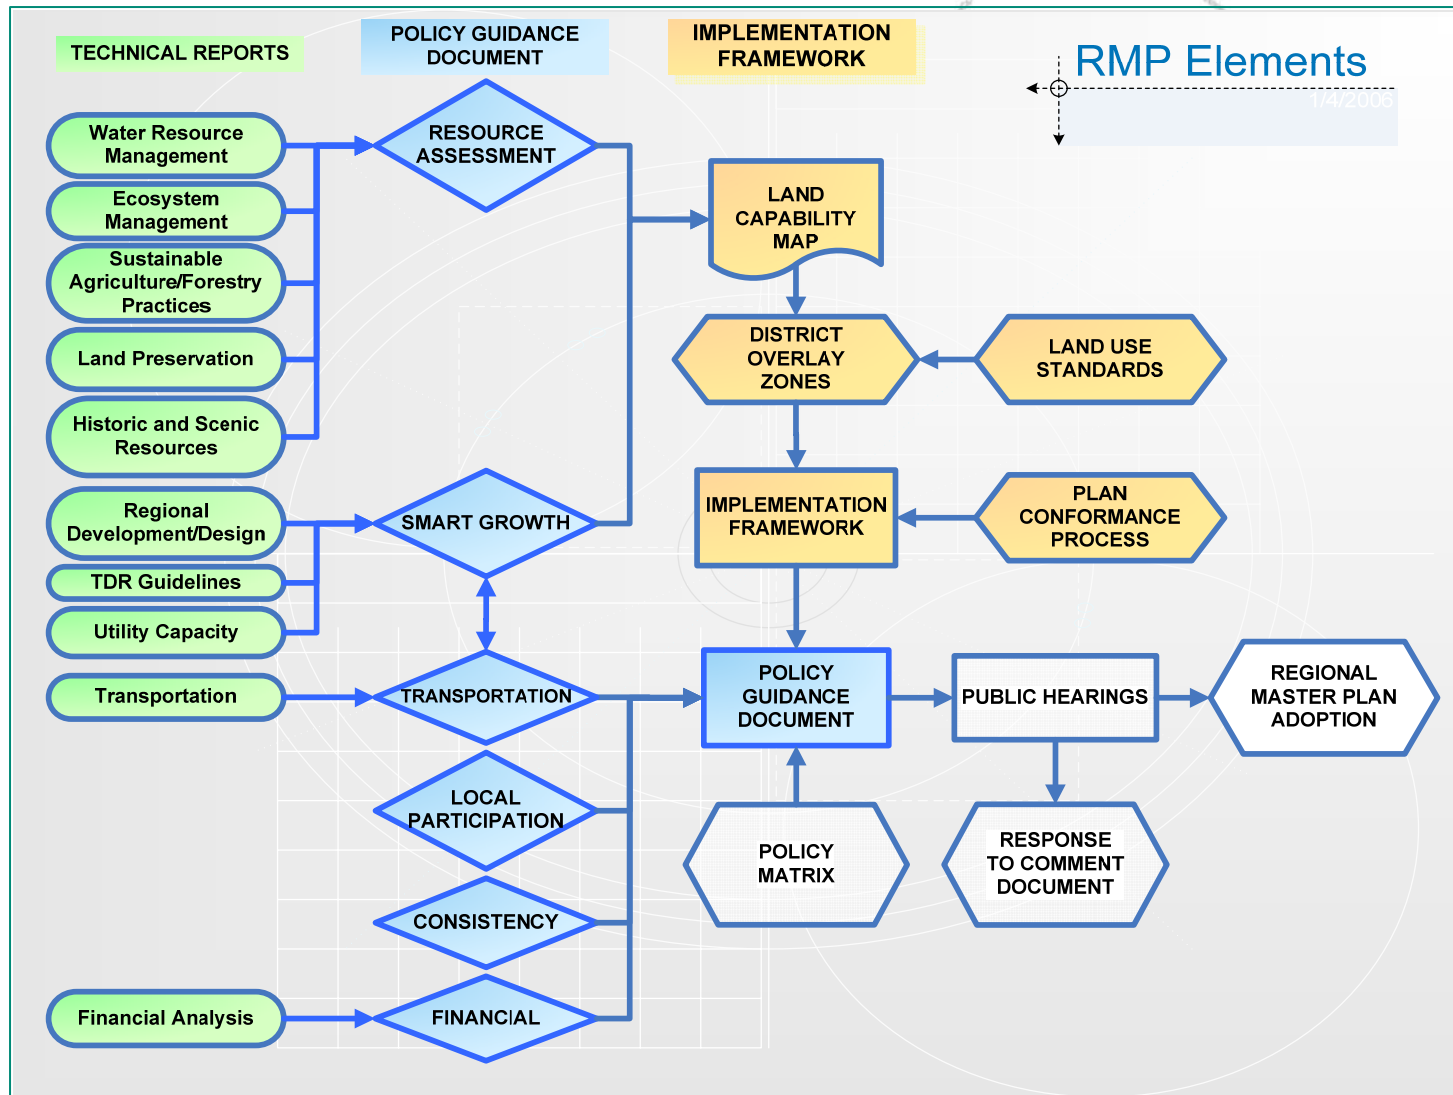 TECHNICAL REPORTS
POLICY GUIDANCE
DOCUMENT
IMPLEMENTATION
FRAMEWORK
RMP Elements
1/4/2006
Water Resource
Management
Ecosystem
Management
Sustainable
Agriculture/Forestry
Practices
Land Preservation
Historic and Scenic
Resources
Regional
Development/Design
TDR Guidelines
Utility Capacity
Transportation
Financial Analysis
RESOURCE
ASSESSMENT
SMART GROWTH
TRANSPORTATION
LOCAL
PARTICIPATION
CONSISTENCY
FINANCIAL
LAND
CAPABILITY
MAP
DISTRICT
OVERLAY
ZONES
LAND USE
STANDARDS
IMPLEMENTATION
FRAMEWORK
PLAN
CONFORMANCE
PROCESS
POLICY
GUIDANCE
DOCUMENT
PUBLIC HEARINGS
REGIONAL
MASTER PLAN
ADOPTION
POLICY
MATRIX
RESPONSE
TO COMMENT
DOCUMENT